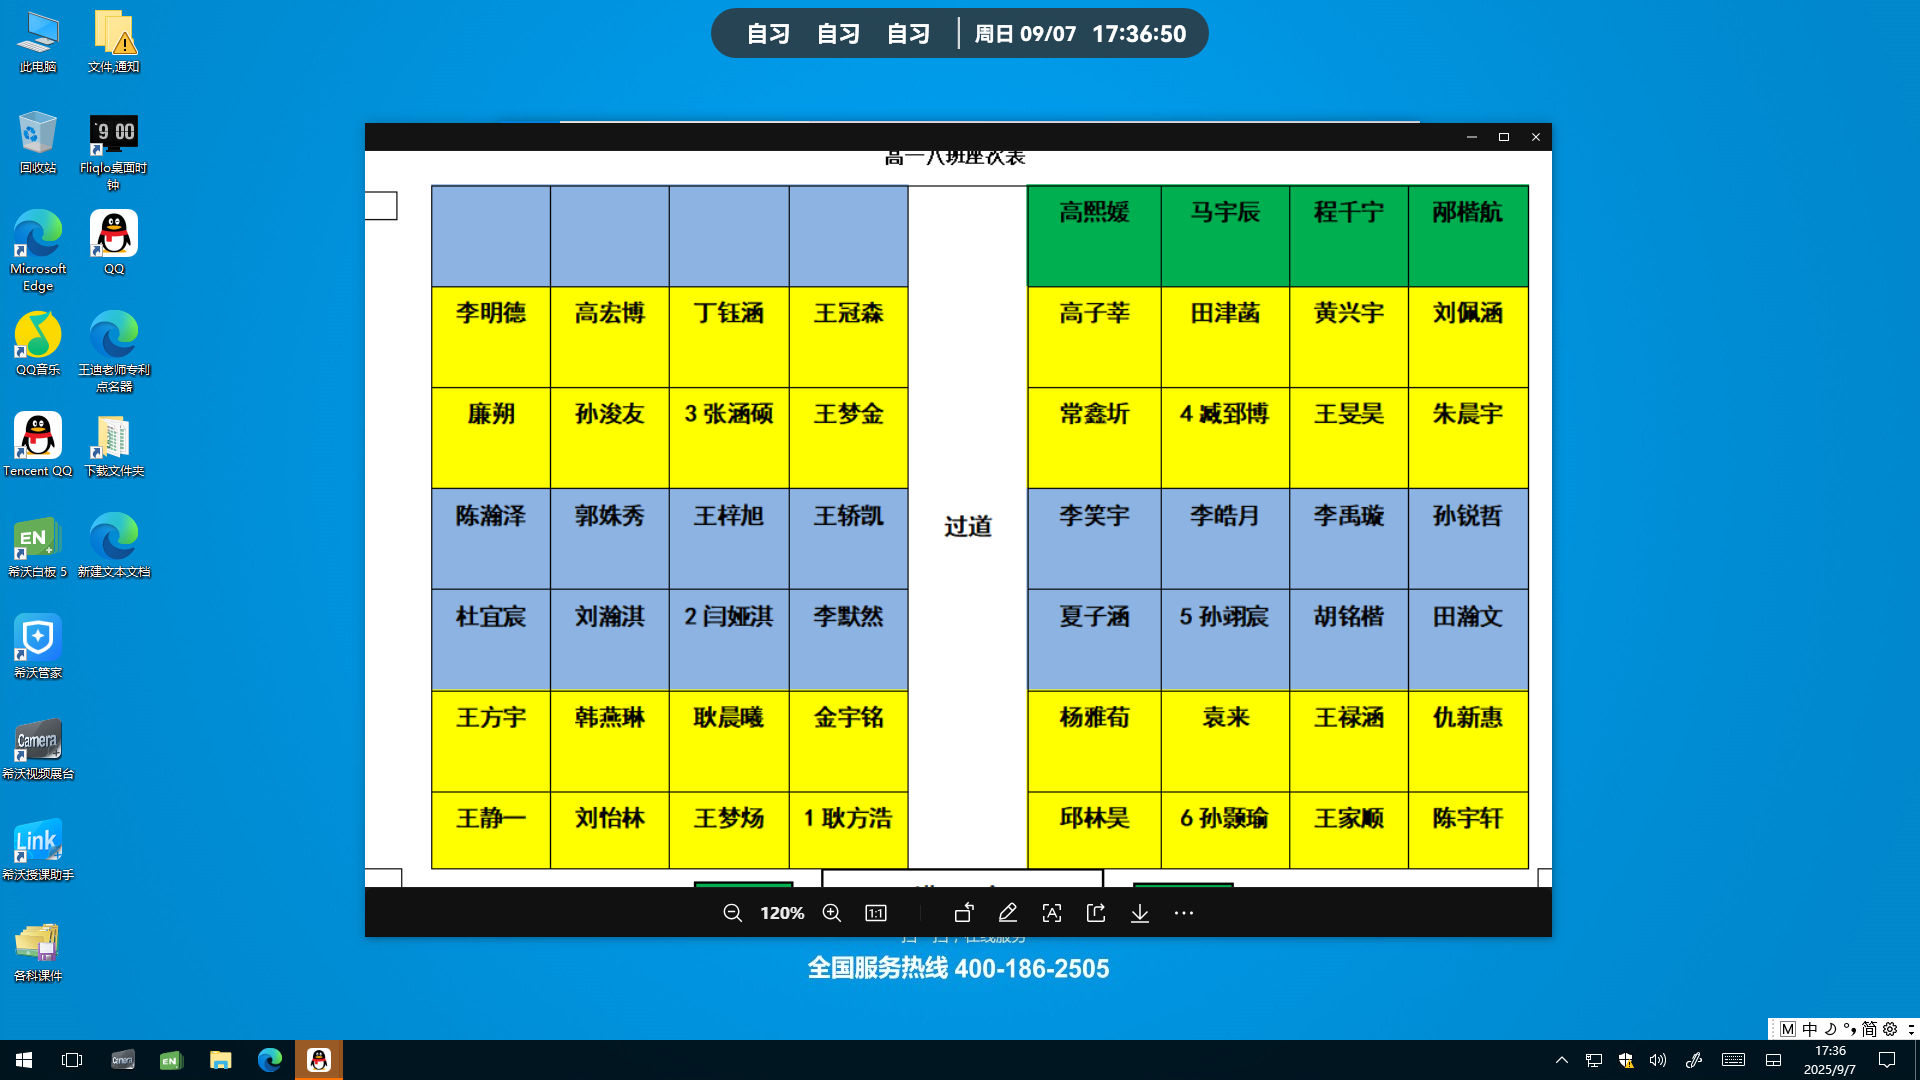 自习 自习 自习 周日 09/07 17:36:50
此电脑 文件,通知
回收站 Fliqlo桌面时钟
Microsoft Edge QQ
QQ音乐 王迪老师专利点名器
Tencent QQ 下载文件夹
希沃白板 5 新建文本文档
希沃管家
希沃视频展台
希沃授课助手
各科课件
9 00
EN
Camera
Link
高一八班座次表
高熙媛 马宇辰 程千宁 邴楷航
李明德 高宏博 丁钰涵 王冠森 高子莘 田津菡 黄兴宇 刘佩涵
廉朔 孙浚友 3 张涵硕 王梦金 常鑫圻 4 臧郅博 王旻昊 朱晨宇
陈瀚泽 郭姝秀 王梓旭 王轿凯 过道 李笑宇 李皓月 李禹璇 孙锐哲
杜宜宸 刘瀚淇 2 闫娅淇 李默然 夏子涵 5 孙翊宸 胡铭楷 田瀚文
王方宇 韩燕琳 耿晨曦 金宇铭 杨雅荀 袁来 王禄涵 仇新惠
王静一 刘怡林 王梦炀 1 耿方浩 邱林昊 6 孙颢瑜 王家顺 陈宇轩
120% 1:1
全国服务热线 400-186-2505
M 中 简
Camera EN
17:36
2025/9/7